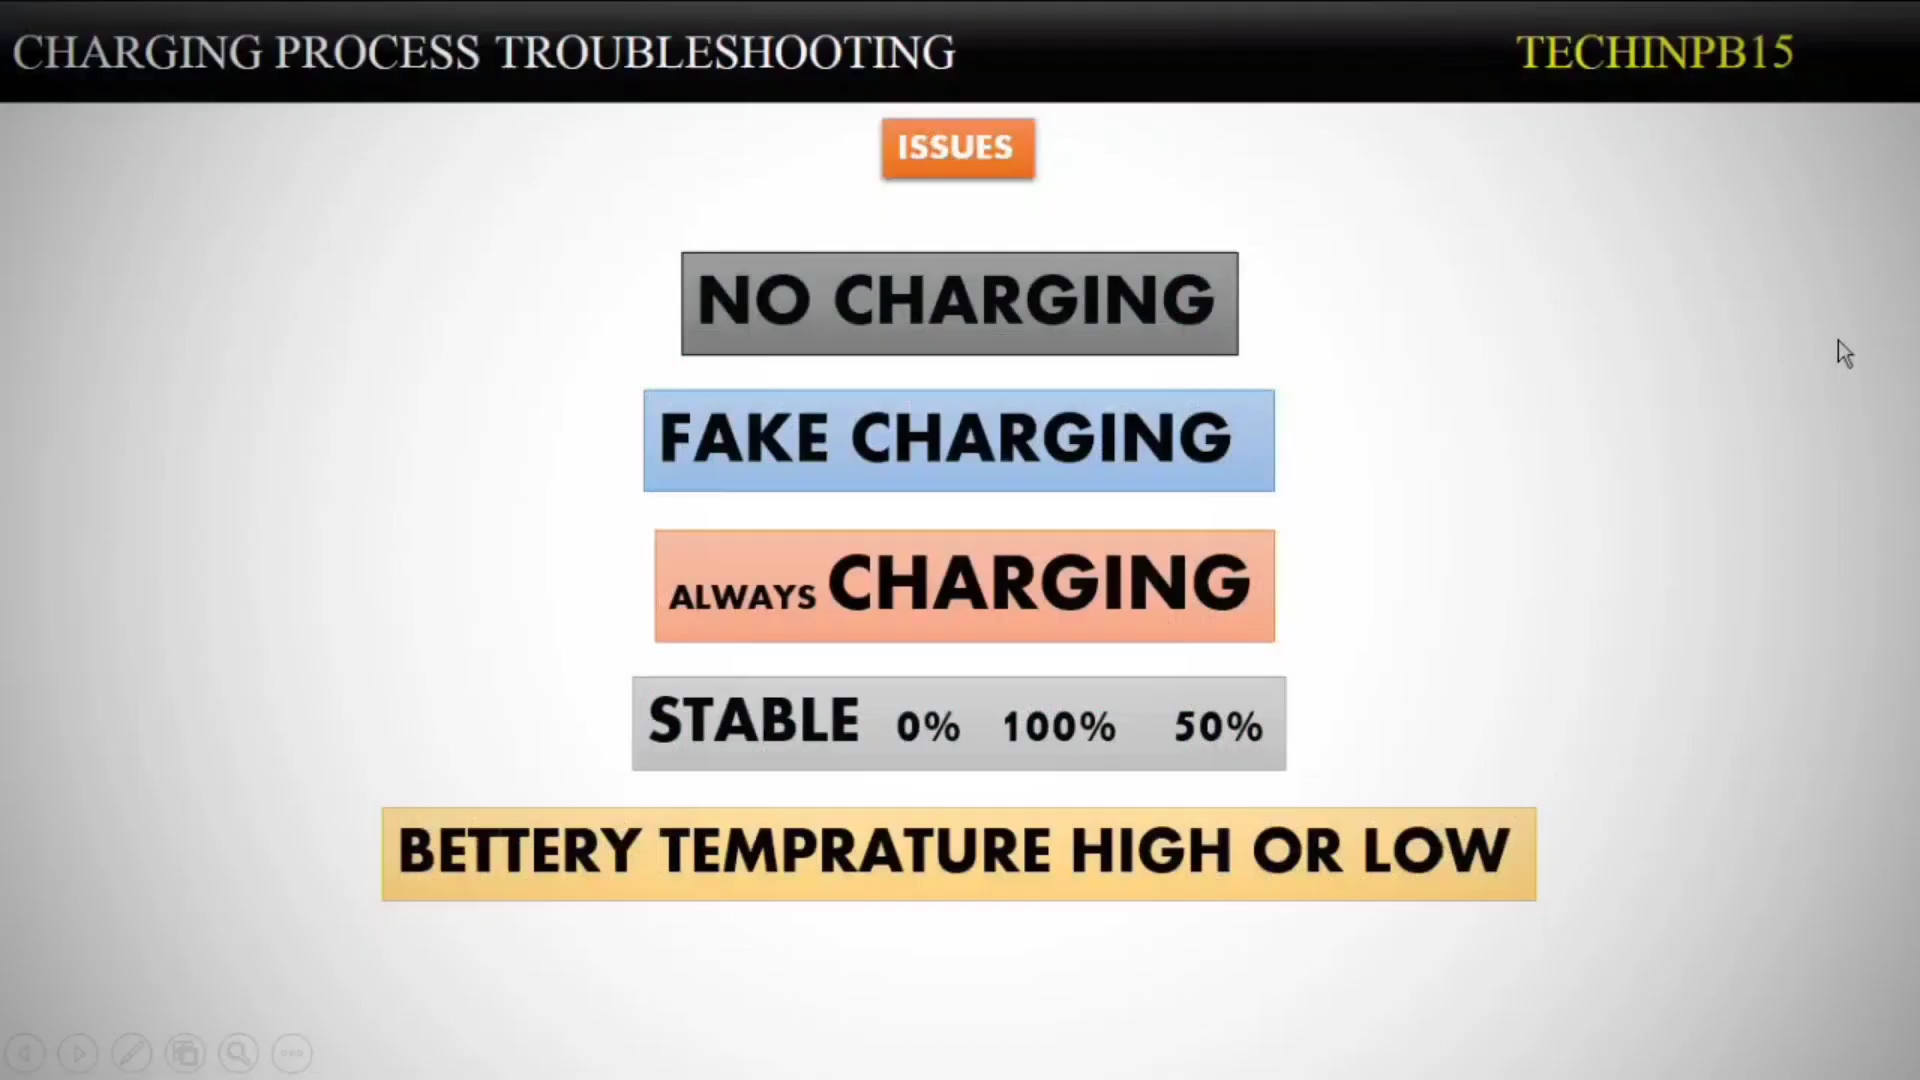 CHARGING PROCESS TROUBLESHOOTING TECHINPB15
ISSUES
NO CHARGING
FAKE CHARGING
ALWAYS CHARGING
STABLE 0% 100% 50%
BETTERY TEMPRATURE HIGH OR LOW